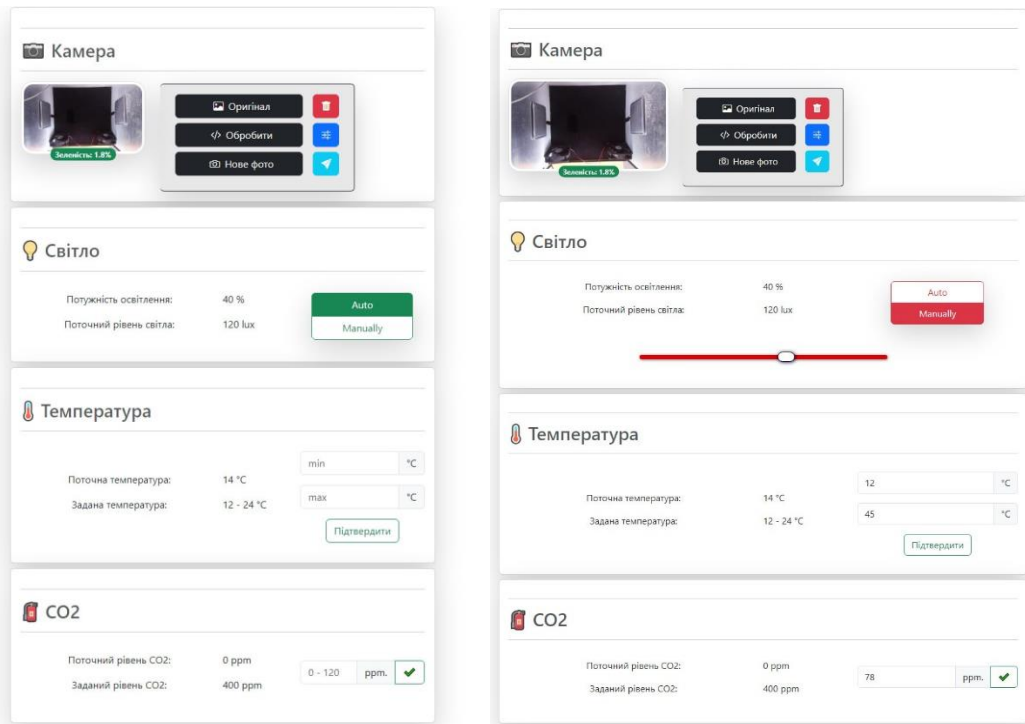 Камера
Оригінал
</> Обробити
Нове фото
Зеленість: 1.8%
Світло
Потужність освітлення: 40 %
Поточний рівень світла: 120 lux
Auto
Manually
Температура
min °C
Поточна температура: 14 °C
max °C
Задана температура: 12 - 24 °C
Підтвердити
CO2
Поточний рівень CO2: 0 ppm
0 - 120 ppm.
Заданий рівень CO2: 400 ppm
Камера
Оригінал
</> Обробити
Нове фото
Зеленість: 1.8%
Світло
Потужність освітлення: 40 %
Поточний рівень світла: 120 lux
Auto
Manually
Температура
12 °C
Поточна температура: 14 °C
45 °C
Задана температура: 12 - 24 °C
Підтвердити
CO2
Поточний рівень CO2: 0 ppm
78 ppm.
Заданий рівень CO2: 400 ppm